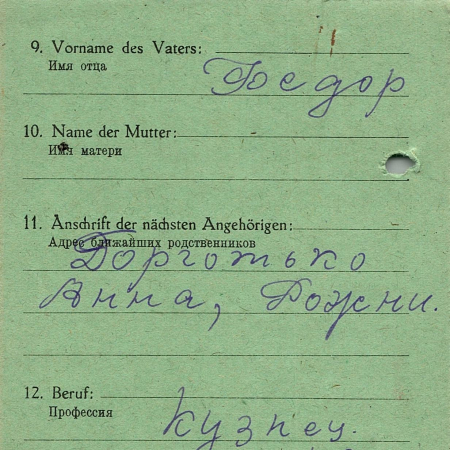 9. Vorname des Vaters:
Имя отца
Федор
10. Name der Mutter:
Имя матери
11. Anschrift der nächsten Angehörigen:
Адрес ближайших родственников
Дорготько
Анна, Рожни.
12. Beruf:
Профессия
Кузнец.